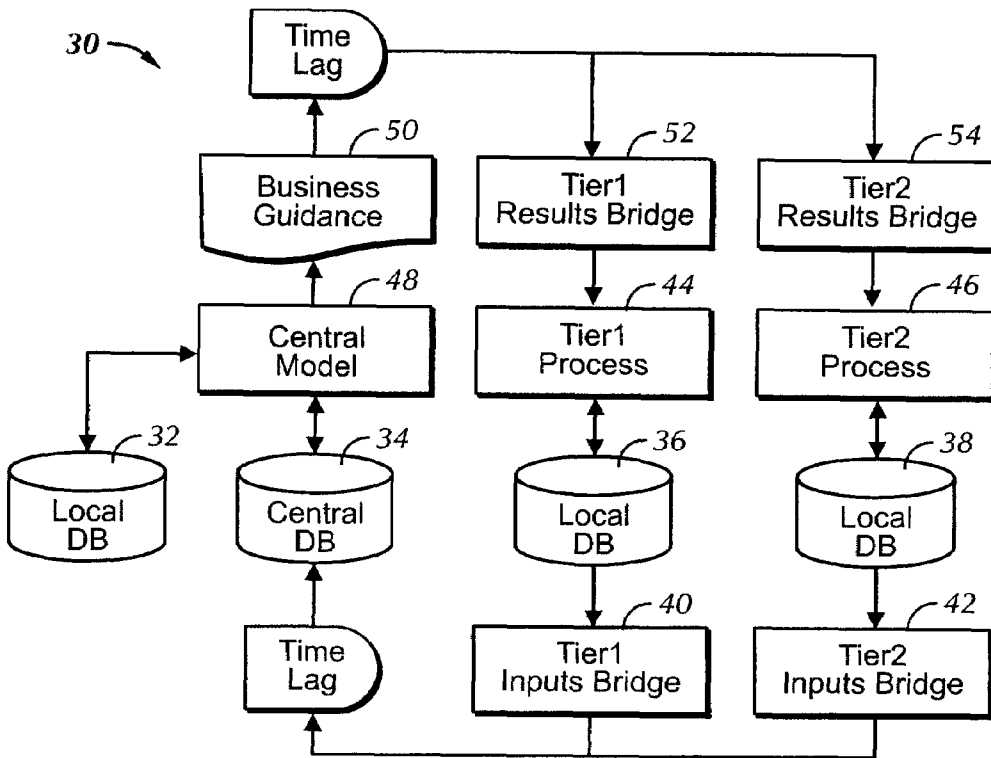 30
Time
Lag
50
Business
Guidance
52
Tier1
Results Bridge
54
Tier2
Results Bridge
48
Central
Model
44
Tier1
Process
46
Tier2
Process
32
Local
DB
34
Central
DB
36
Local
DB
38
Local
DB
Time
Lag
40
Tier1
Inputs Bridge
42
Tier2
Inputs Bridge